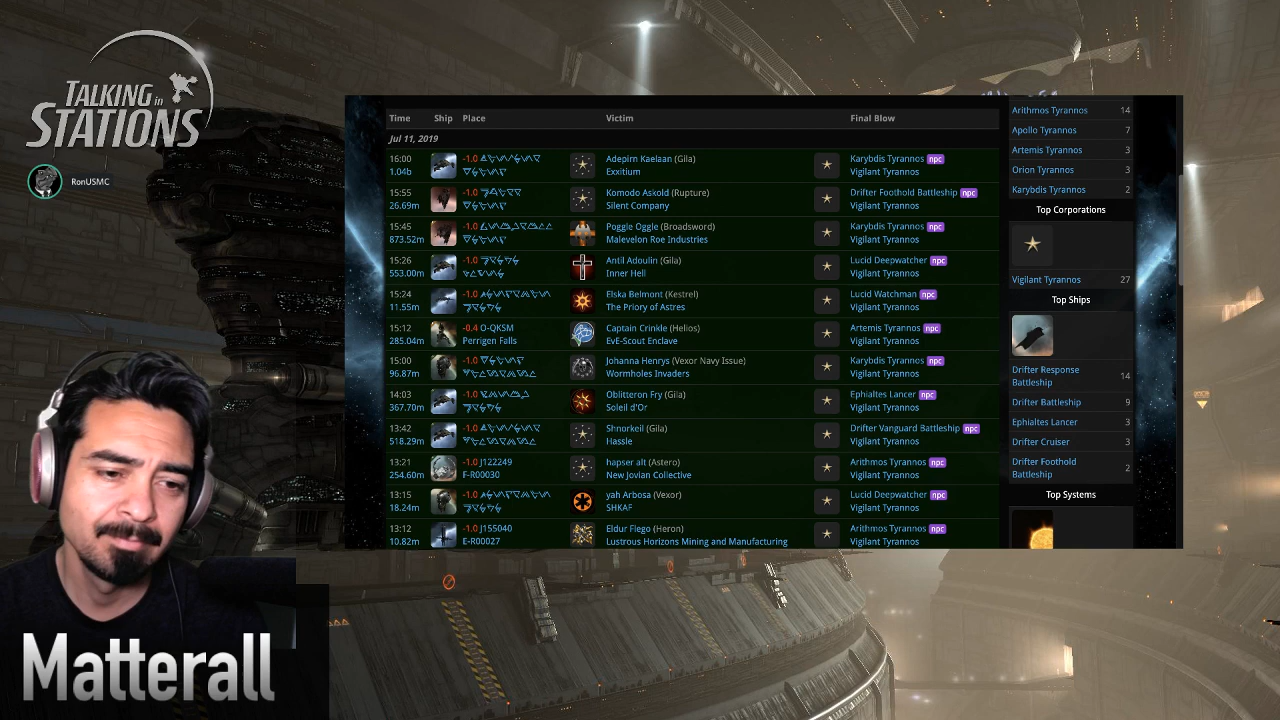 TALKING in
STATIONS
RonUSMC
Time Ship Place Victim Final Blow
Jul 11, 2019
16:00 -1.0 Adepirn Kaelaan (Gila) Karybdis Tyrannos npc
1.04b Exxitium Vigilant Tyrannos
15:55 -1.0 Komodo Askold (Rupture) Drifter Foothold Battleship npc
26.69m Silent Company Vigilant Tyrannos
15:45 -1.0 Poggle Oggle (Broadsword) Karybdis Tyrannos npc
873.52m Malevelon Roe Industries Vigilant Tyrannos
15:26 -1.0 Antil Adoulin (Gila) Lucid Deepwatcher npc
553.00m Inner Hell Vigilant Tyrannos
15:24 -1.0 Elska Belmont (Kestrel) Lucid Watchman npc
11.55m The Priory of Astres Vigilant Tyrannos
15:12 -0.4 O-QKSM Captain Crinkle (Helios) Artemis Tyrannos npc
285.04m Perrigen Falls EvE-Scout Enclave Vigilant Tyrannos
15:00 -1.0 Johanna Henrys (Vexor Navy Issue) Karybdis Tyrannos npc
96.87m Wormholes Invaders Vigilant Tyrannos
14:03 -1.0 Oblitteron Fry (Gila) Ephialtes Lancer npc
367.70m Soleil d'Or Vigilant Tyrannos
13:42 -1.0 Shnorkeil (Gila) Drifter Vanguard Battleship npc
518.29m Hassle Vigilant Tyrannos
13:21 -1.0 J122249 hapser alt (Astero) Arithmos Tyrannos npc
254.60m F-R00030 New Jovian Collective Vigilant Tyrannos
13:15 -1.0 yah Arbosa (Vexor) Lucid Deepwatcher npc
18.24m SHKAF Vigilant Tyrannos
13:12 -1.0 J155040 Eldur Flego (Heron) Arithmos Tyrannos npc
10.82m E-R00027 Lustrous Horizons Mining and Manufacturing Vigilant Tyrannos
Arithmos Tyrannos 14
Apollo Tyrannos 7
Artemis Tyrannos 3
Orion Tyrannos 3
Karybdis Tyrannos 2
Top Corporations
Vigilant Tyrannos 27
Top Ships
Drifter Response
Battleship 14
Drifter Battleship 9
Ephialtes Lancer 3
Drifter Cruiser 3
Drifter Foothold
Battleship 2
Top Systems
Matterall